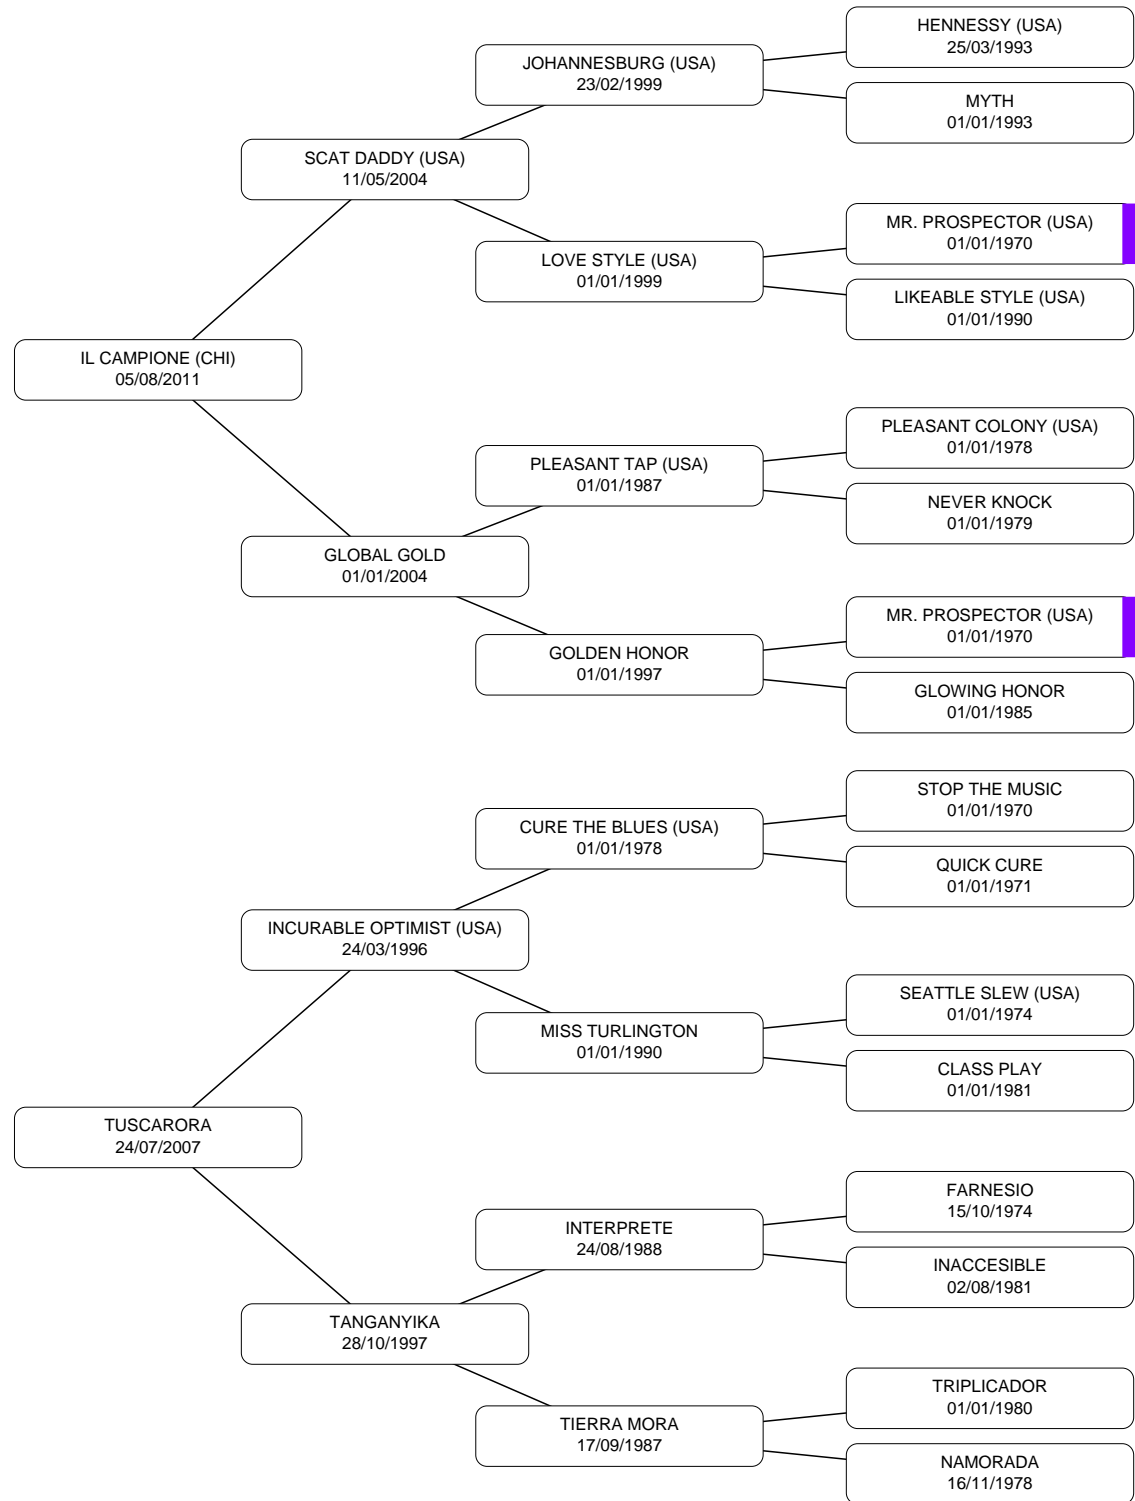 HENNESSY (USA)
25/03/1993
JOHANNESBURG (USA)
23/02/1999
MYTH
01/01/1993
SCAT DADDY (USA)
11/05/2004
MR. PROSPECTOR (USA)
01/01/1970
LOVE STYLE (USA)
01/01/1999
LIKEABLE STYLE (USA)
01/01/1990
IL CAMPIONE (CHI)
05/08/2011
PLEASANT COLONY (USA)
01/01/1978
PLEASANT TAP (USA)
01/01/1987
NEVER KNOCK
01/01/1979
GLOBAL GOLD
01/01/2004
MR. PROSPECTOR (USA)
01/01/1970
GOLDEN HONOR
01/01/1997
GLOWING HONOR
01/01/1985
STOP THE MUSIC
01/01/1970
CURE THE BLUES (USA)
01/01/1978
QUICK CURE
01/01/1971
INCURABLE OPTIMIST (USA)
24/03/1996
SEATTLE SLEW (USA)
01/01/1974
MISS TURLINGTON
01/01/1990
CLASS PLAY
01/01/1981
TUSCARORA
24/07/2007
FARNESIO
15/10/1974
INTERPRETE
24/08/1988
INACCESIBLE
02/08/1981
TANGANYIKA
28/10/1997
TRIPLICADOR
01/01/1980
TIERRA MORA
17/09/1987
NAMORADA
16/11/1978